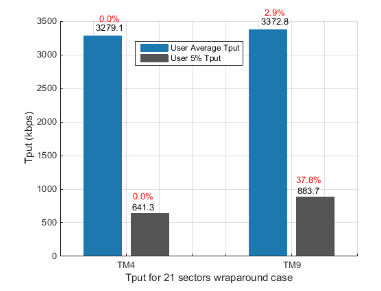 0.0%
3279.1
2.9%
3372.8
User Average Tput
User 5% Tput
3500
3000
2500
2000
1500
1000
500
0
Tput (kbps)
0.0%
641.3
37.8%
883.7
TM4
TM9
Tput for 21 sectors wraparound case